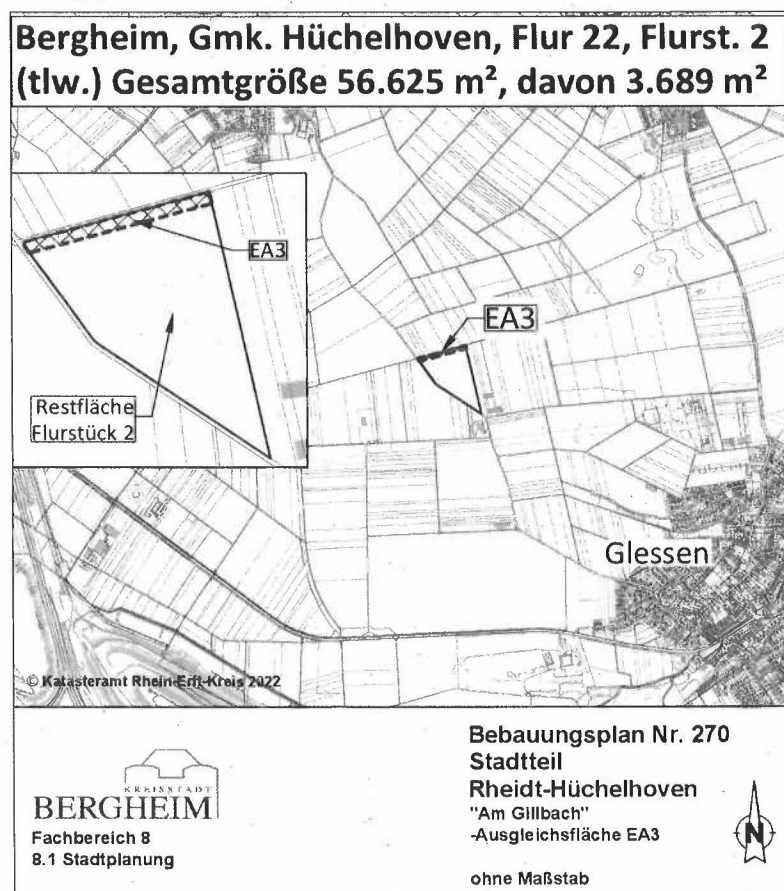 Bergheim, Gmk. Hüchelhoven, Flur 22, Flurst. 2
(tlw.) Gesamtgröße 56.625 m², davon 3.689 m²
EA3
EA3
Restfläche
Flurstück 2
Glessen
© Katasteramt Rhein-Erft-Kreis 2022
KREISSTADT
BERGHEIM
Fachbereich 8
8.1 Stadtplanung
Bebauungsplan Nr. 270
Stadtteil
Rheidt-Hüchelhoven
"Am Gillbach"
-Ausgleichsfläche EA3
N
ohne Maßstab